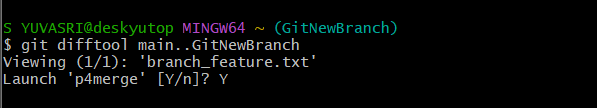 S YUVASRI@deskyutop MINGW64 ~ (GitNewBranch)
$ git difftool main..GitNewBranch
Viewing (1/1): 'branch_feature.txt'
Launch 'p4merge' [Y/n]? Y